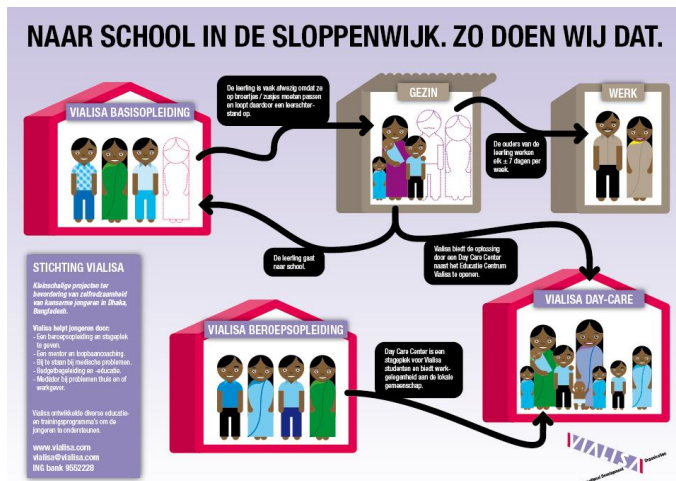 NAAR SCHOOL IN DE SLOPPENWIJK. ZO DOEN WIJ DAT.
VIALISA BASISOPLEIDING
De leerling is vaak afwezig omdat ze
op broertjes / zusjes moeten passen
en loopt daardoor een leerachter-
stand op.
GEZIN
WERK
De ouders van de
leerling werken
elk ± 7 dagen per
week.
De leerling gaat
naar school.
Vialisa biedt de oplossing
door een Day Care Center
naast het Educatie Centrum
Vialisa te openen.
STICHTING VIALISA
Kleinschalige projecten ter
bevordering van zelfredzaamheid
van kansarme jongeren in Dhaka,
Bangladesh.
Vialisa helpt jongeren door:
- Een beroepsopleiding en stageplek
te geven.
- Een mentor en loopbaancoaching.
- Bij te staan bij medische problemen.
- Budgetbegeleiding en -educatie.
- Mediator bij problemen thuis en of
werkgever.
Vialisa ontwikkelde diverse educatie-
en trainingsprogramma's om de
jongeren te ondersteunen.
www.vialisa.com
vialisa@vialisa.com
ING bank 9552228
VIALISA BEROEPSOPLEIDING
Day Care Center is een
stageplek voor Vialisa
studenten en biedt werk-
gelegenheid aan de lokale
gemeenschap.
VIALISA DAY-CARE
VIALISA
Organisation
Development